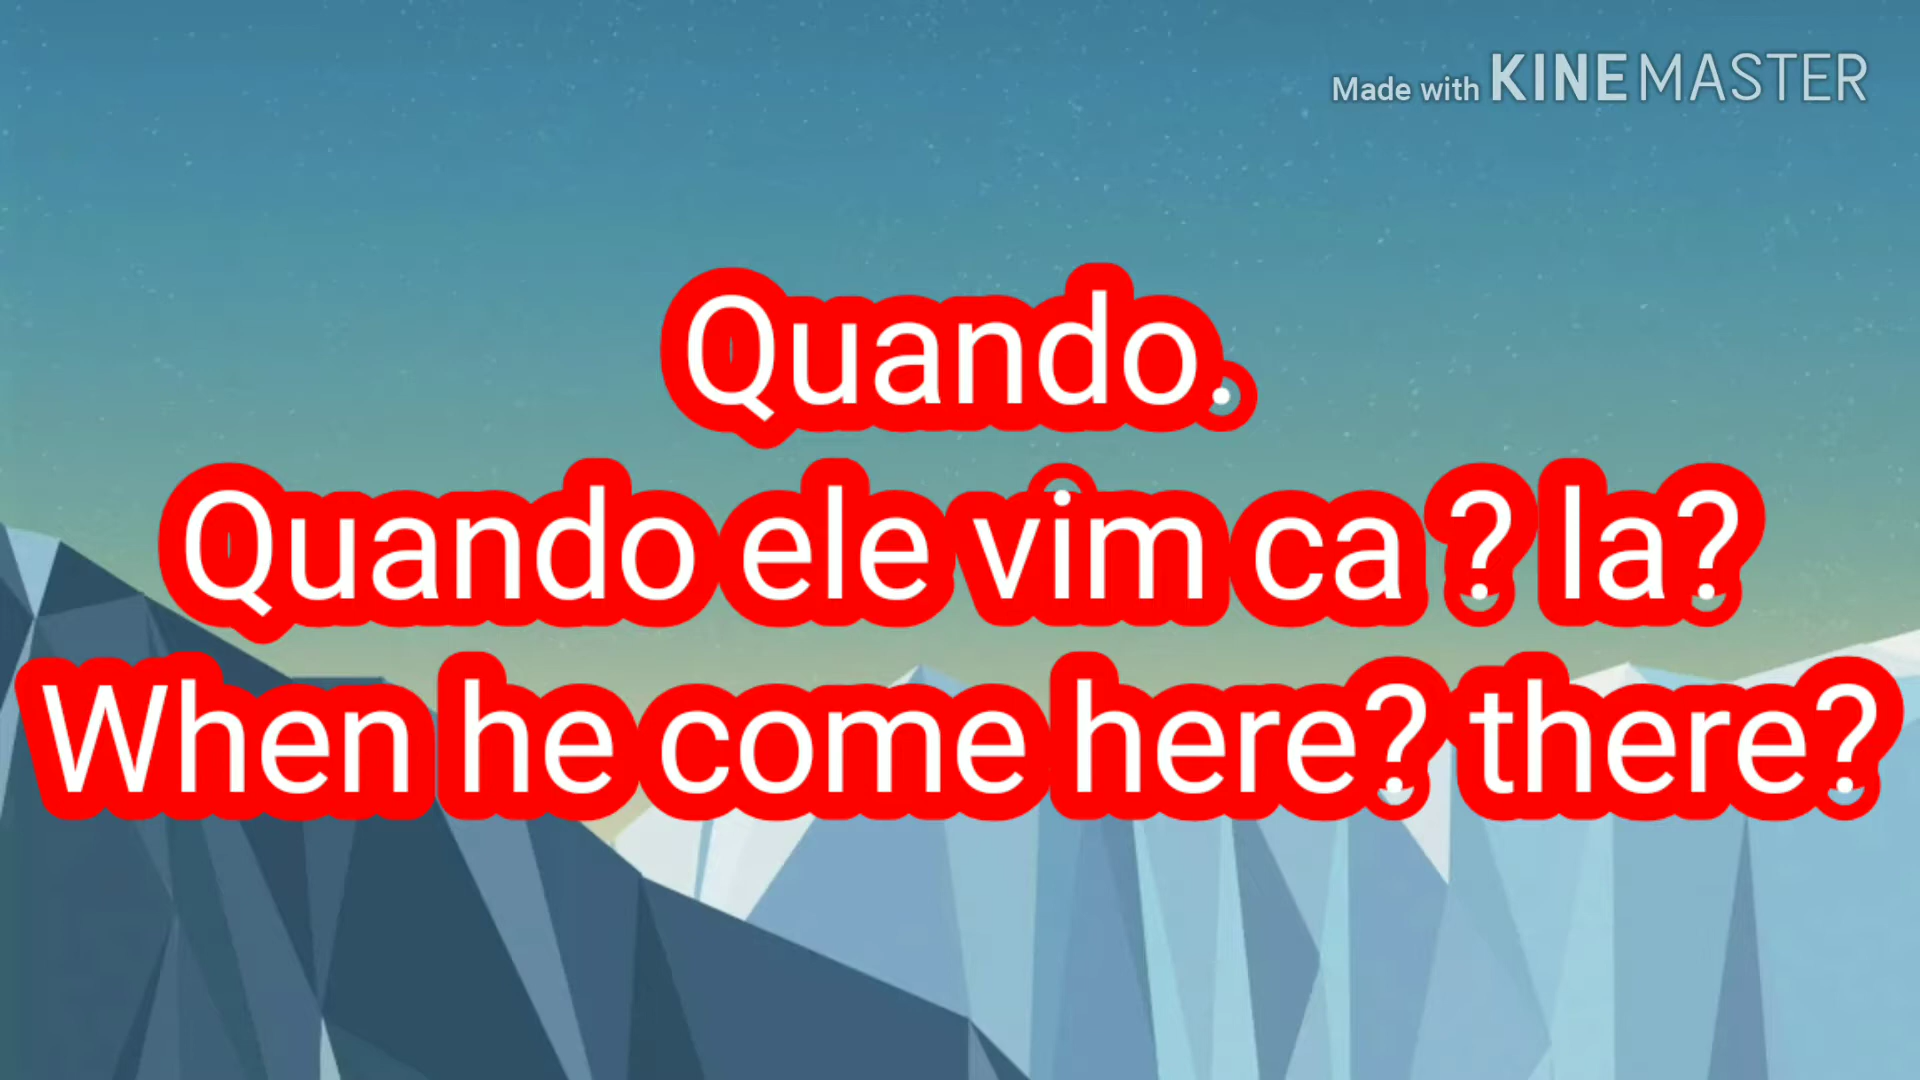 Made with KINEMASTER
Quando.
Quando ele vim ca ? la?
When he come here? there?